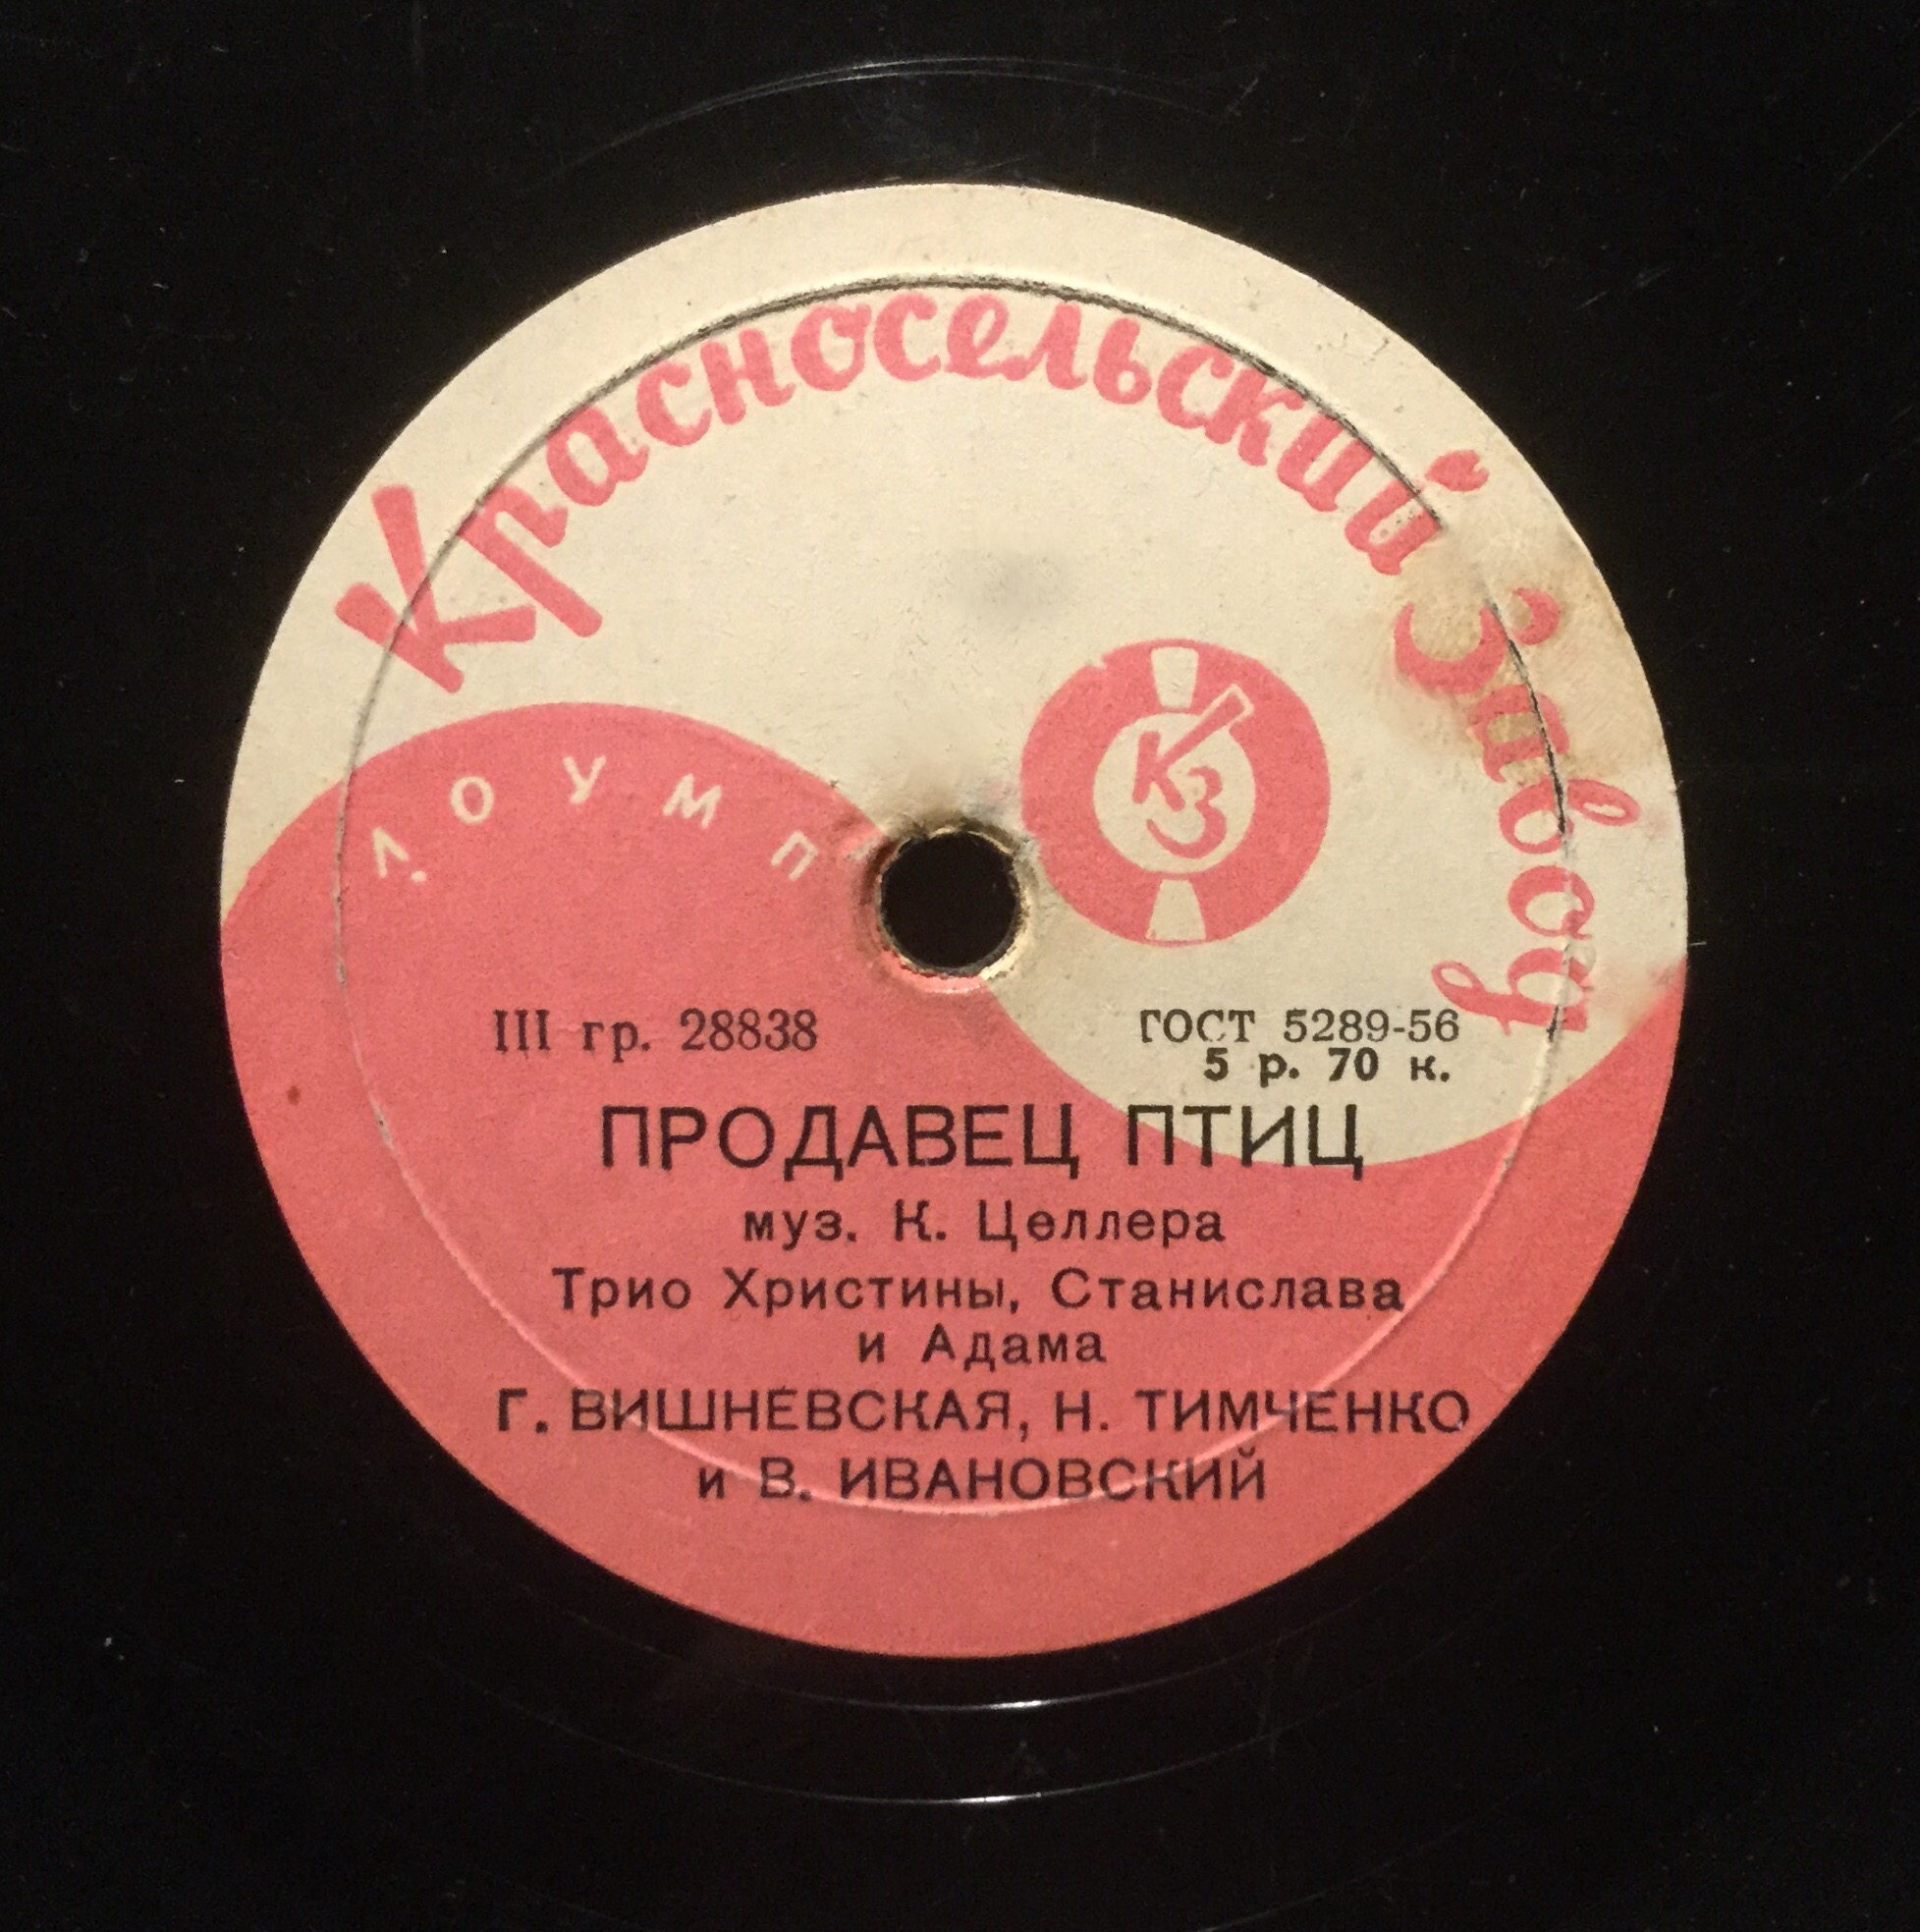 Красносельский Завод
ЛОУМП
КЗ
III гр. 28838
ГОСТ 5289-56
5 р. 70 к.
ПРОДАВЕЦ ПТИЦ
муз. К. Целлера
Трио Христины, Станислава
и Адама
Г. ВИШНЕВСКАЯ, Н. ТИМЧЕНКО
и В. ИВАНОВСКИЙ